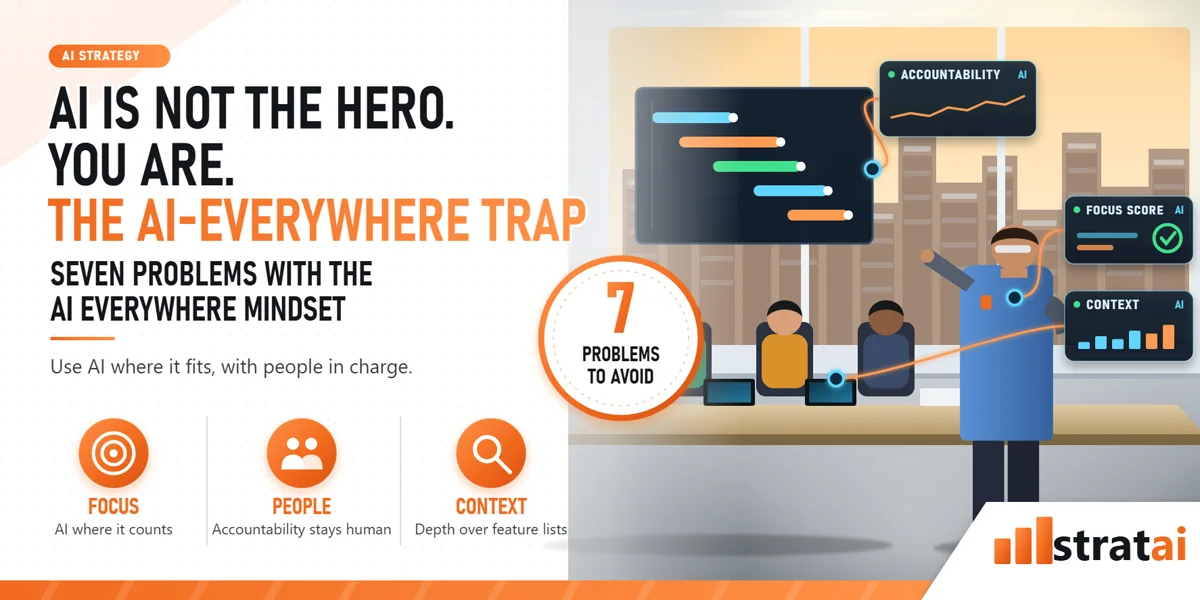 AI STRATEGY
AI IS NOT THE HERO.
YOU ARE.
THE AI-EVERYWHERE TRAP
SEVEN PROBLEMS WITH THE
AI EVERYWHERE MINDSET
Use AI where it fits, with people in charge.
FOCUS
AI where it counts
PEOPLE
Accountability stays human
CONTEXT
Depth over feature lists
7
PROBLEMS
TO AVOID
ACCOUNTABILITY AI
FOCUS SCORE AI
CONTEXT AI
stratai